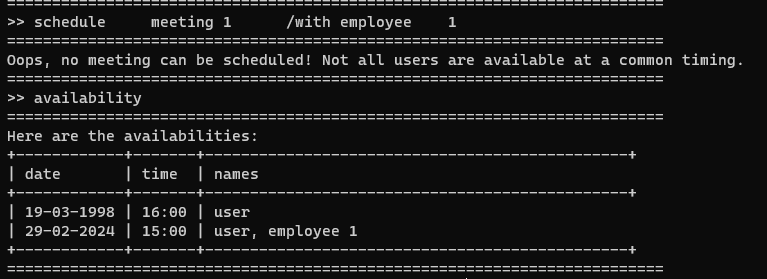 =========================================================================
>> schedule     meeting 1      /with employee    1
=========================================================================
Oops, no meeting can be scheduled! Not all users are available at a common timing.
=========================================================================
>> availability
=========================================================================
Here are the availabilities:
+------------+-------+-----------------------------------------------+
| date       | time  | names
+------------+-------+-----------------------------------------------+
| 19-03-1998 | 16:00 | user
| 29-02-2024 | 15:00 | user, employee 1
+------------+-------+-----------------------------------------------+
=========================================================================